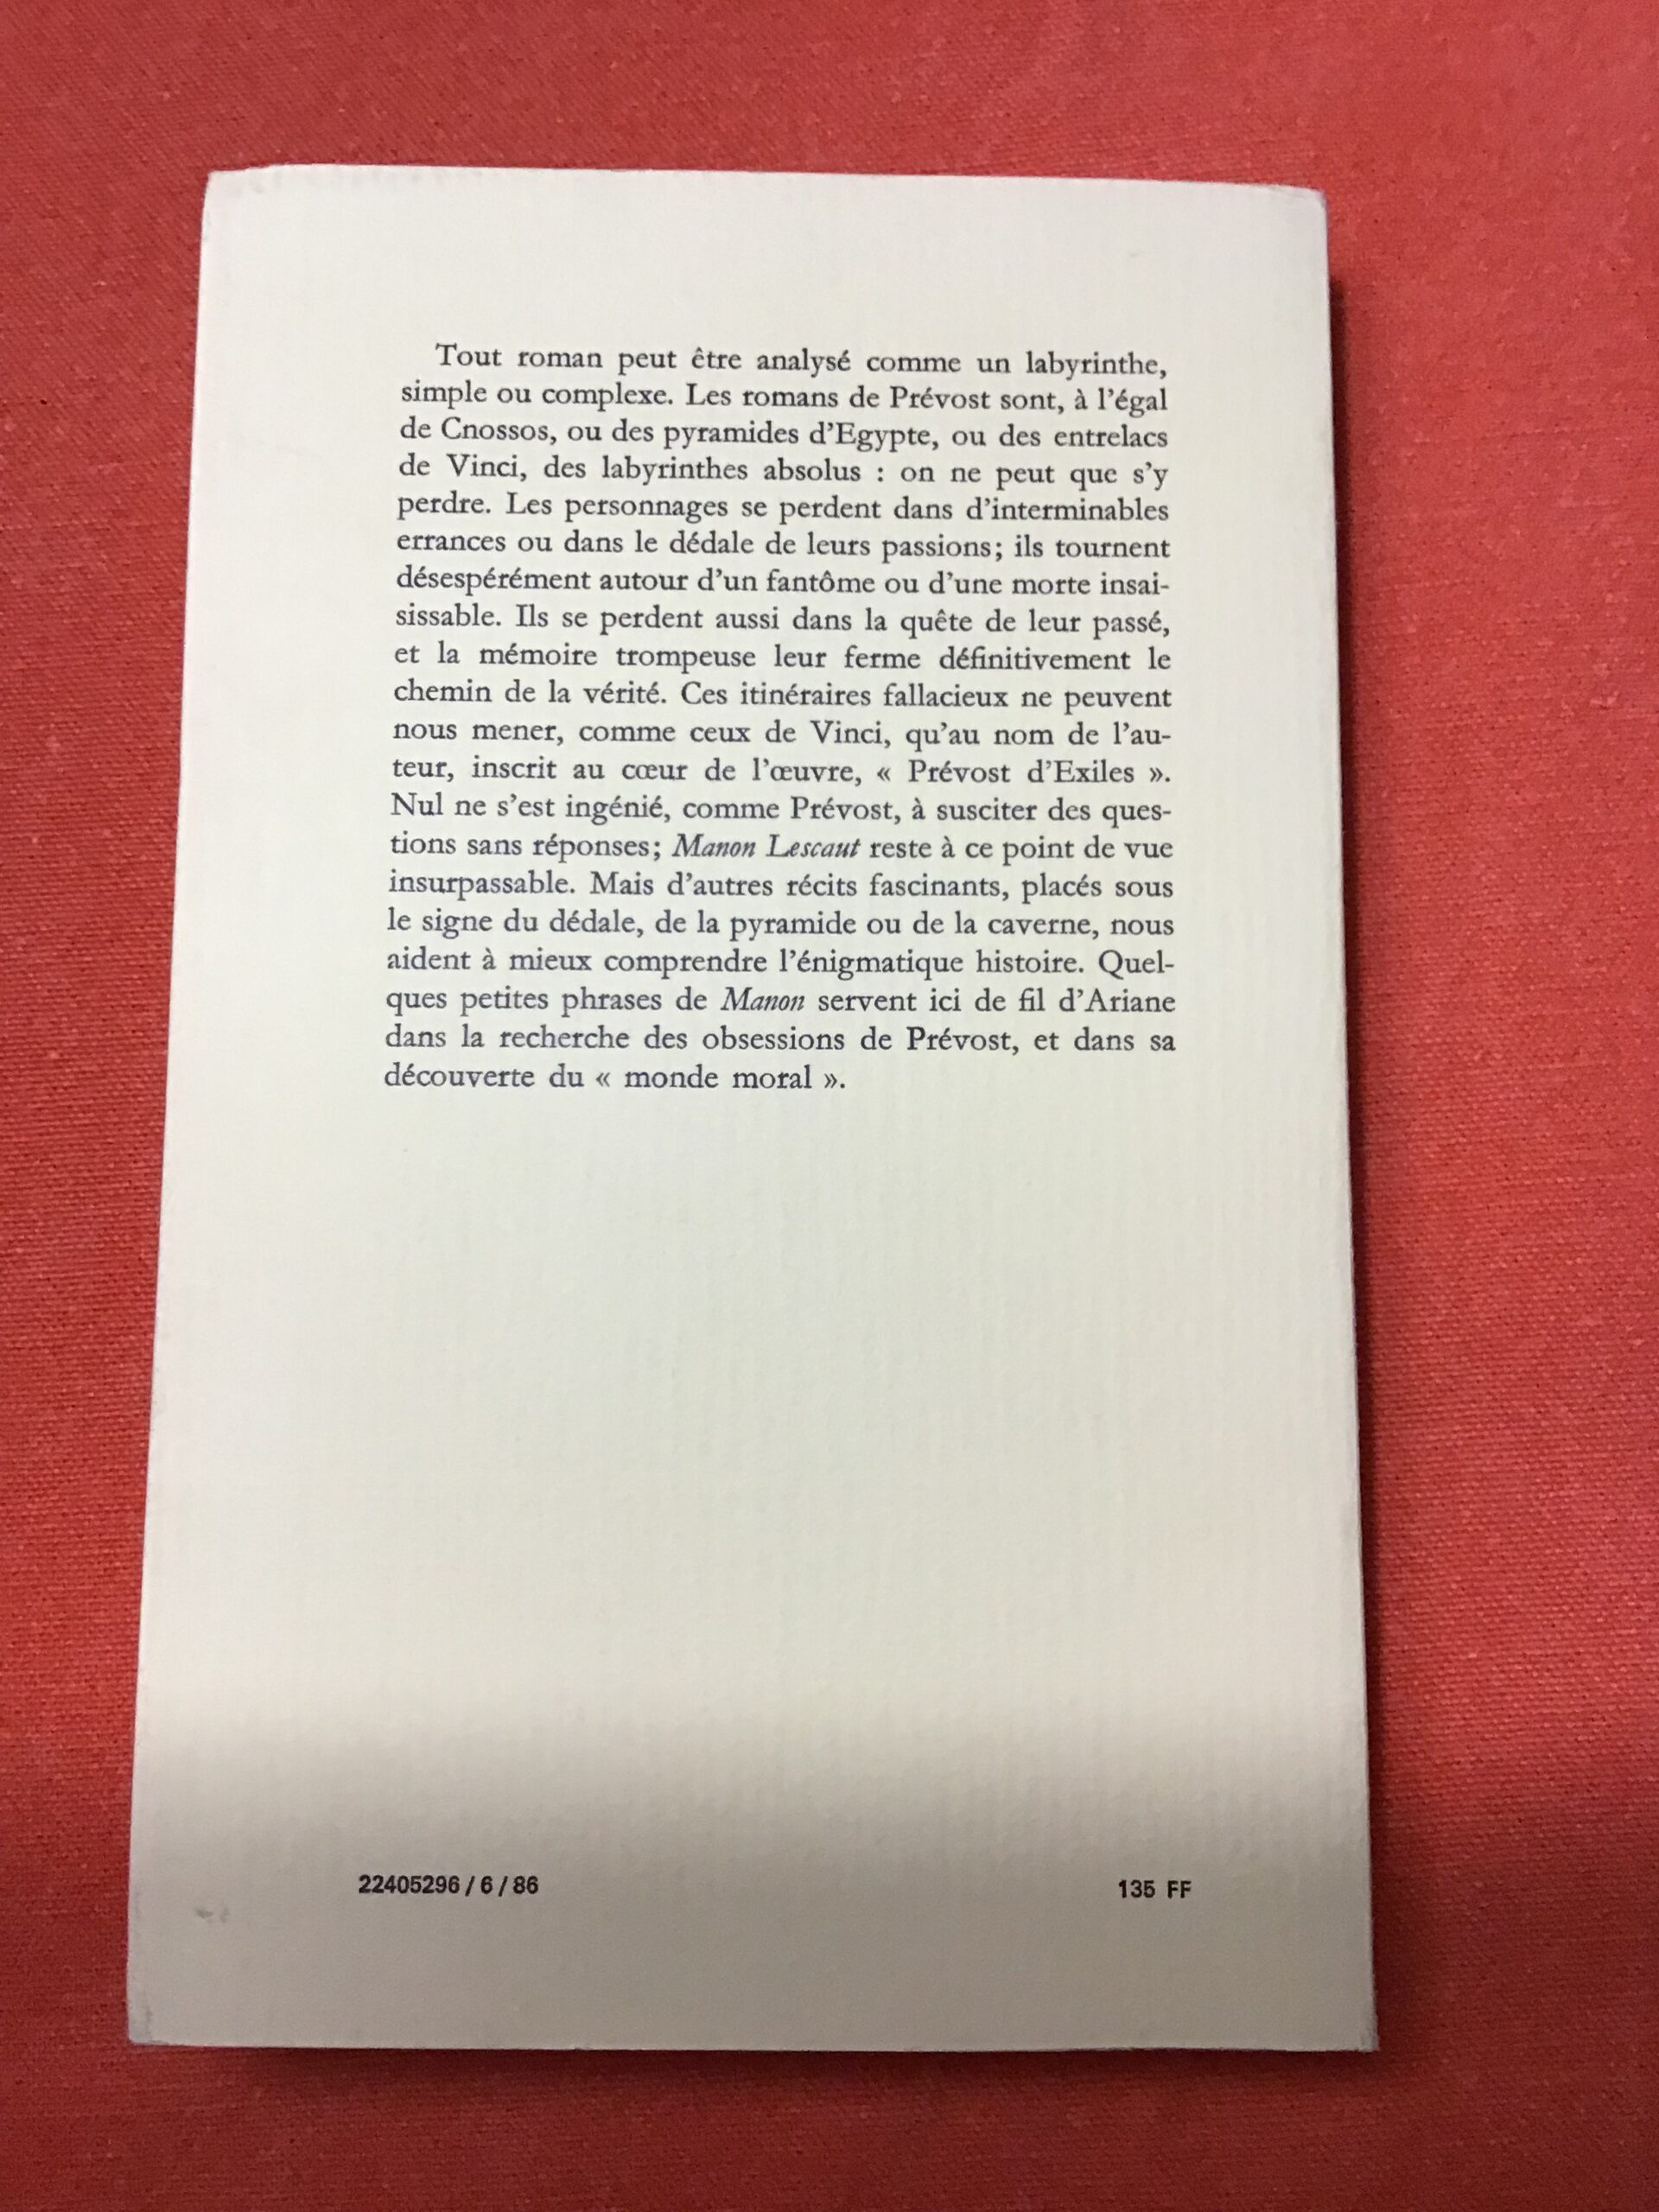 Tout roman peut être analysé comme un labyrinthe,
simple ou complexe. Les romans de Prévost sont, à l'égal
de Cnossos, ou des pyramides d'Egypte, ou des entrelacs
de Vinci, des labyrinthes absolus : on ne peut que s'y
perdre. Les personnages se perdent dans d'interminables
errances ou dans le dédale de leurs passions; ils tournent
désespérément autour d'un fantôme ou d'une morte insai-
sissable. Ils se perdent aussi dans la quête de leur passé,
et la mémoire trompeuse leur ferme définitivement le
chemin de la vérité. Ces itinéraires fallacieux ne peuvent
nous mener, comme ceux de Vinci, qu'au nom de l'au-
teur, inscrit au cœur de l'œuvre, « Prévost d'Exiles ».
Nul ne s'est ingénié, comme Prévost, à susciter des ques-
tions sans réponses; Manon Lescaut reste à ce point de vue
insurpassable. Mais d'autres récits fascinants, placés sous
le signe du dédale, de la pyramide ou de la caverne, nous
aident à mieux comprendre l'énigmatique histoire. Quel-
ques petites phrases de Manon servent ici de fil d'Ariane
dans la recherche des obsessions de Prévost, et dans sa
découverte du « monde moral ».
22405296 / 6 / 86
135 FF